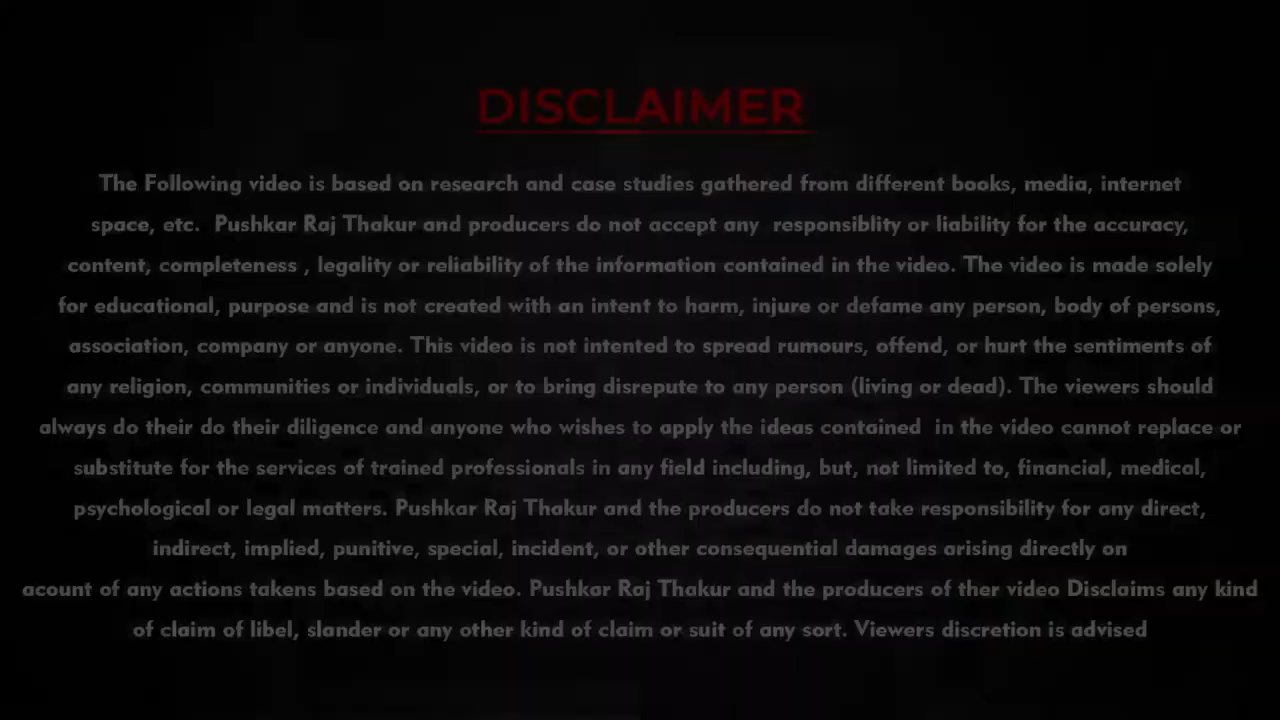 DISCLAIMER
The Following video is based on research and case studies gathered from different books, media, internet
space, etc.  Pushkar Raj Thakur and producers do not accept any  responsiblity or liability for the accuracy,
content, completeness , legality or reliability of the information contained in the video. The video is made solely
for educational, purpose and is not created with an intent to harm, injure or defame any person, body of persons,
association, company or anyone. This video is not intented to spread rumours, offend, or hurt the sentiments of
any religion, communities or individuals, or to bring disrepute to any person (living or dead). The viewers should
always do their do their diligence and anyone who wishes to apply the ideas contained  in the video cannot replace or
substitute for the services of trained professionals in any field including, but, not limited to, financial, medical,
psychological or legal matters. Pushkar Raj Thakur and the producers do not take responsibility for any direct,
indirect, implied, punitive, special, incident, or other consequential damages arising directly on
acount of any actions takens based on the video. Pushkar Raj Thakur and the producers of ther video Disclaims any kind
of claim of libel, slander or any other kind of claim or suit of any sort. Viewers discretion is advised